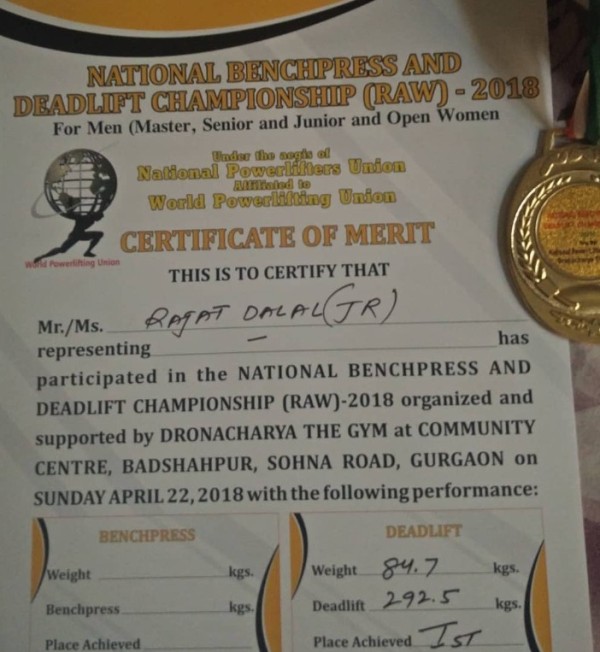 NATIONAL BENCHPRESS AND
DEADLIFT CHAMPIONSHIP (RAW) - 2018
For Men (Master, Senior and Junior and Open Women
Under the aegis of
National Powerlifters Union
Affiliated to
World Powerlifting Union
World Powerlifting Union
CERTIFICATE OF MERIT
THIS IS TO CERTIFY THAT
Mr./Ms. RAJAT DALAL (JR)
representing — has
participated in the NATIONAL BENCHPRESS AND
DEADLIFT CHAMPIONSHIP (RAW)-2018 organized and
supported by DRONACHARYA THE GYM at COMMUNITY
CENTRE, BADSHAHPUR, SOHNA ROAD, GURGAON on
SUNDAY APRIL 22, 2018 with the following performance:
BENCHPRESS
Weight kgs.
Benchpress kgs.
Place Achieved
DEADLIFT
Weight 84.7 kgs.
Deadlift 292.5 kgs.
Place Achieved IST